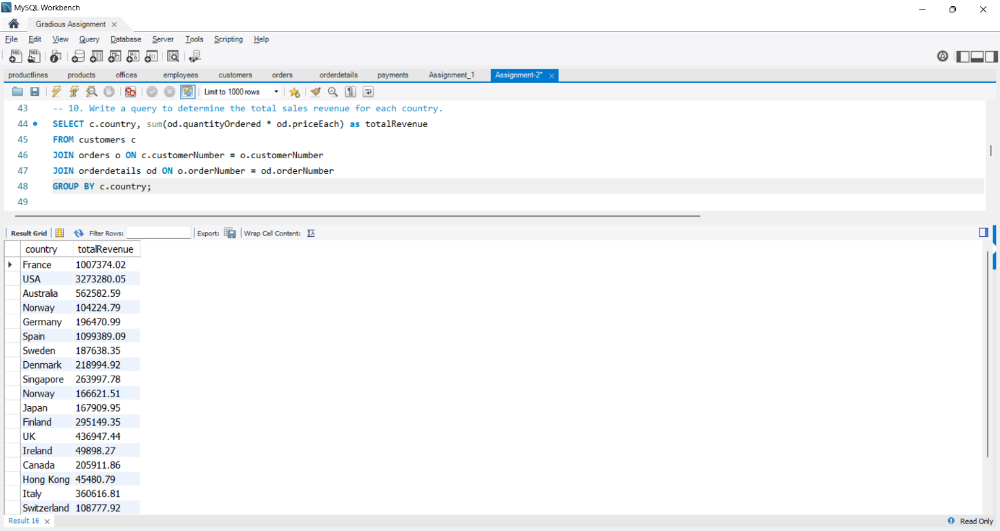 MySQL Workbench
Gradious Assignment
File Edit View Query Database Server Tools Scripting Help
productlines products offices employees customers orders orderdetails payments Assignment_1 Assignment-2*
Limit to 1000 rows
43 -- 10. Write a query to determine the total sales revenue for each country.
44 SELECT c.country, sum(od.quantityOrdered * od.priceEach) as totalRevenue
45 FROM customers c
46 JOIN orders o ON c.customerNumber = o.customerNumber
47 JOIN orderdetails od ON o.orderNumber = od.orderNumber
48 GROUP BY c.country;
49
Result Grid Filter Rows: Export: Wrap Cell Content:
country totalRevenue
France 1007374.02
USA 3273280.05
Australia 562582.59
Norway 104224.79
Germany 196470.99
Spain 1099389.09
Sweden 187638.35
Denmark 218994.92
Singapore 263997.78
Norway 166621.51
Japan 167909.95
Finland 295149.35
UK 436947.44
Ireland 49898.27
Canada 205911.86
Hong Kong 45480.79
Italy 360616.81
Switzerland 108777.92
Result 16 Read Only